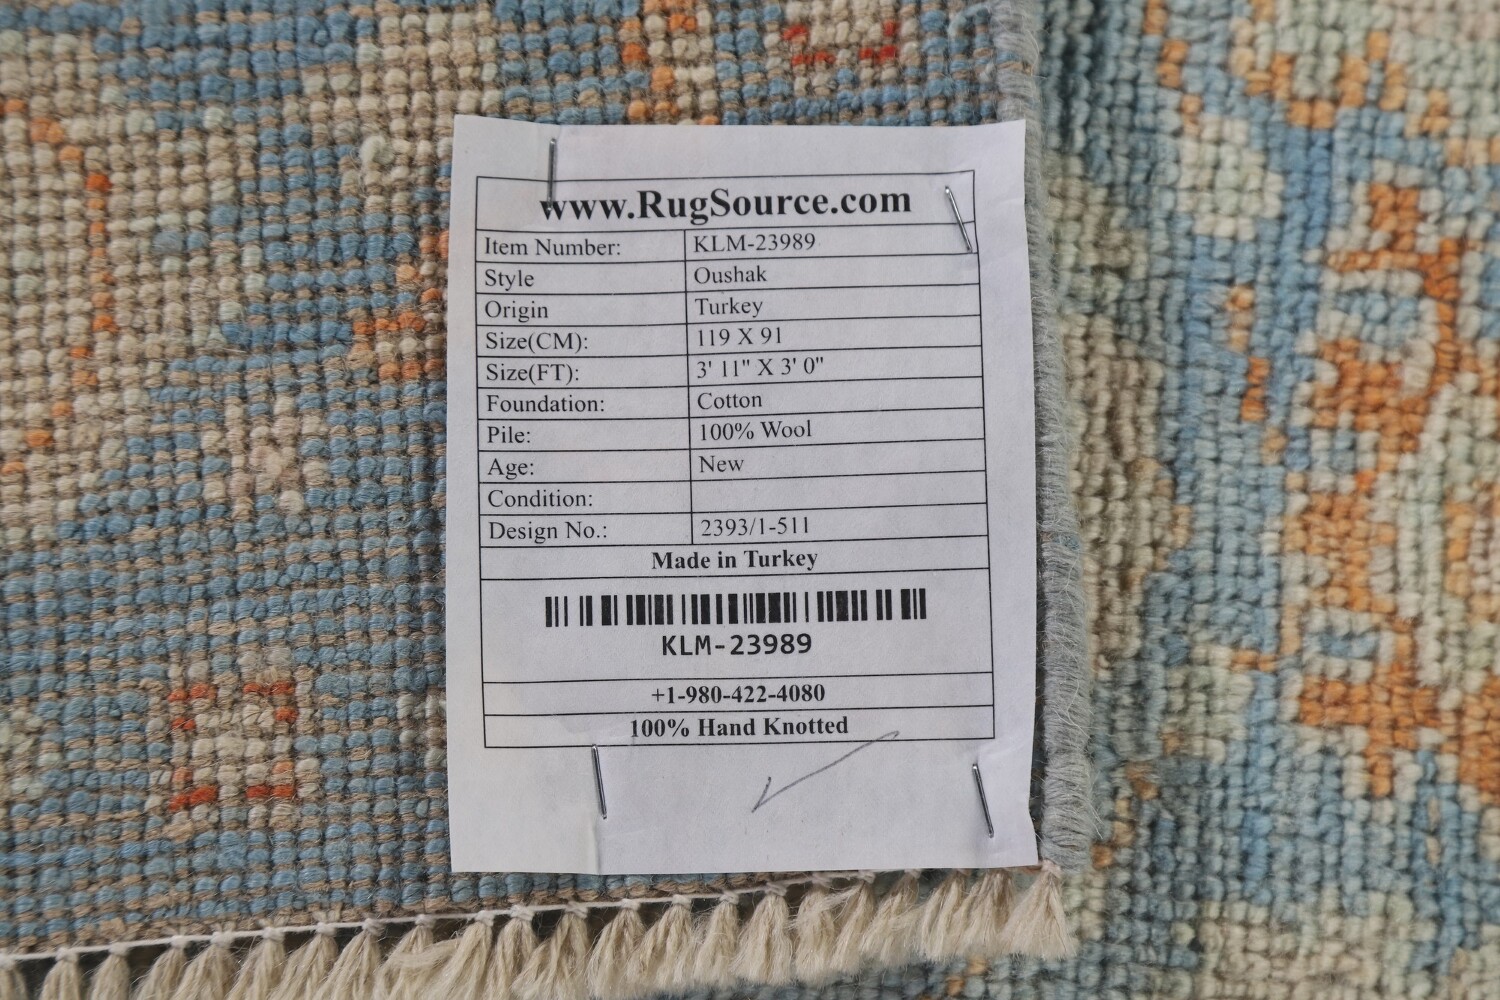 www.RugSource.com
Item Number: KLM-23989
Style Oushak
Origin Turkey
Size(CM): 119 X 91
Size(FT): 3' 11" X 3' 0"
Foundation: Cotton
Pile: 100% Wool
Age: New
Condition:
Design No.: 2393/1-511
Made in Turkey
KLM-23989
+1-980-422-4080
100% Hand Knotted